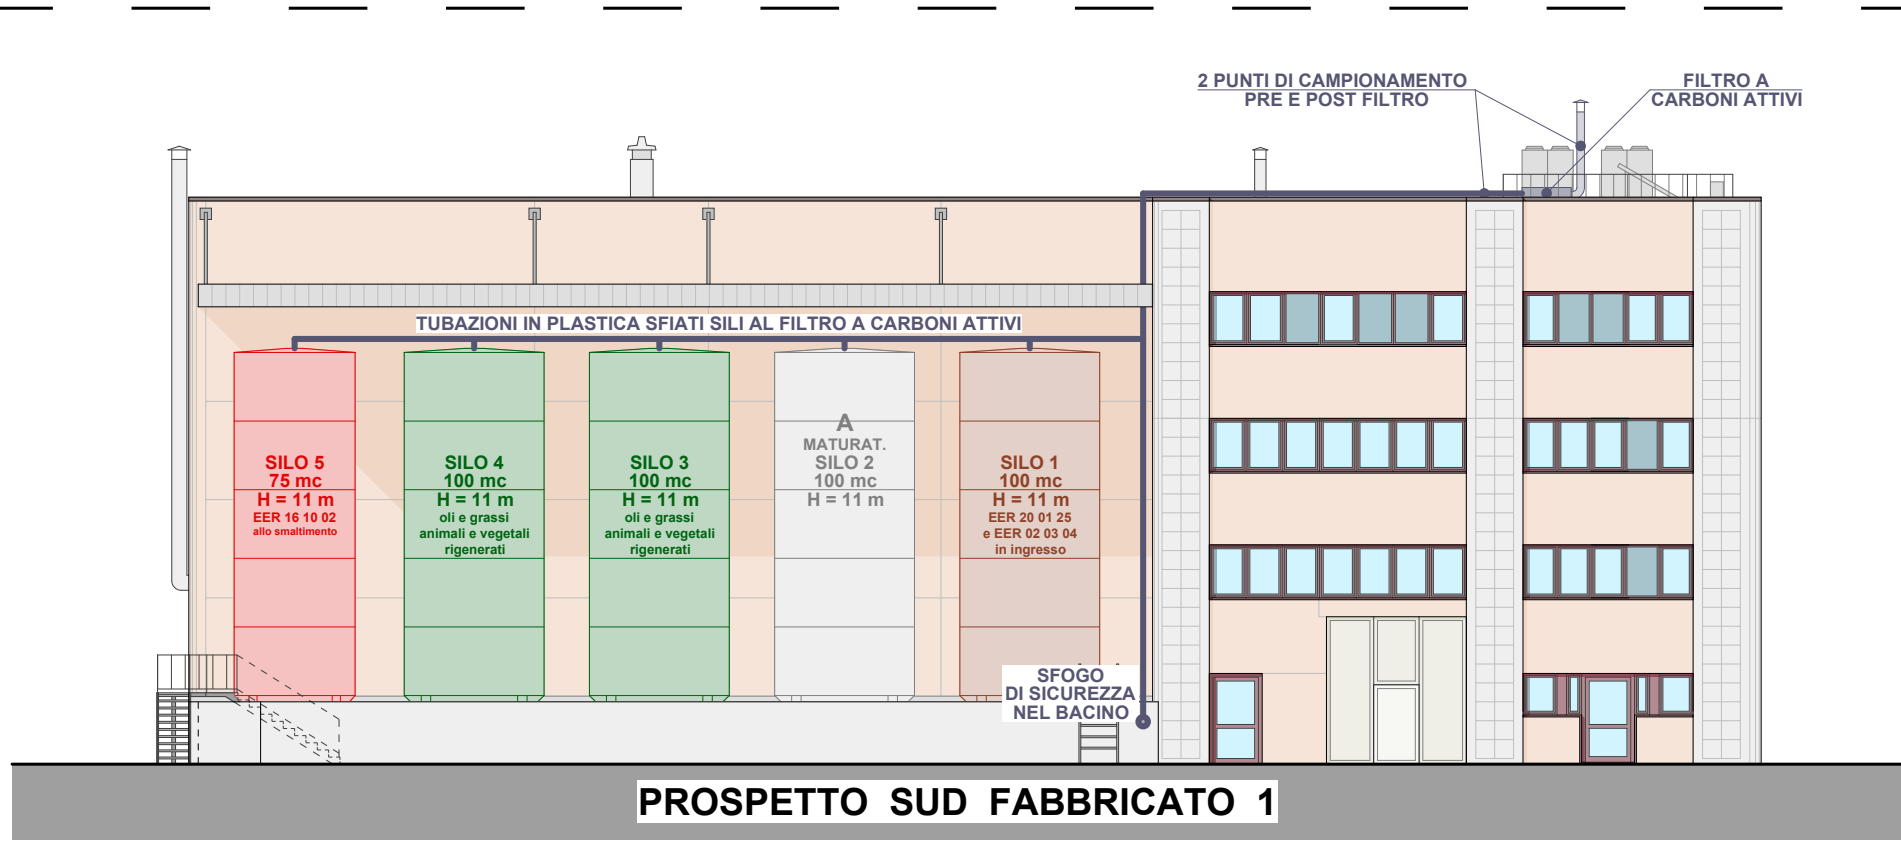 2 PUNTI DI CAMPIONAMENTO
PRE E POST FILTRO
FILTRO A
CARBONI ATTIVI
TUBAZIONI IN PLASTICA SFIATI SILI AL FILTRO A CARBONI ATTIVI
SILO 5
75 mc
H = 11 m
EER 16 10 02
allo smaltimento
SILO 4
100 mc
H = 11 m
oli e grassi
animali e vegetali
rigenerati
SILO 3
100 mc
H = 11 m
oli e grassi
animali e vegetali
rigenerati
A
MATURAT.
SILO 2
100 mc
H = 11 m
SILO 1
100 mc
H = 11 m
EER 20 01 25
e EER 02 03 04
in ingresso
SFOGO
DI SICUREZZA
NEL BACINO
PROSPETTO SUD FABBRICATO 1